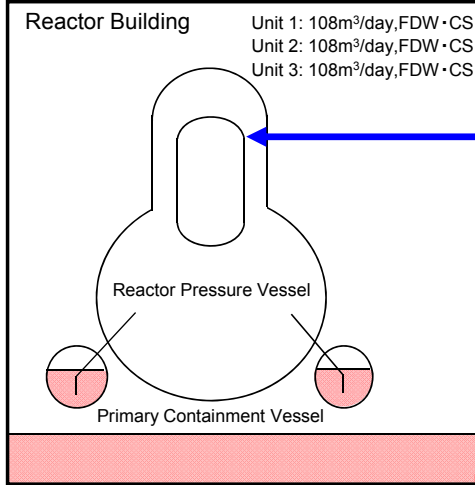 Reactor Building
Unit 1: 108m³/day,FDW・CS
Unit 2: 108m³/day,FDW・CS
Unit 3: 108m³/day,FDW・CS
Reactor Pressure Vessel
Primary Containment Vessel